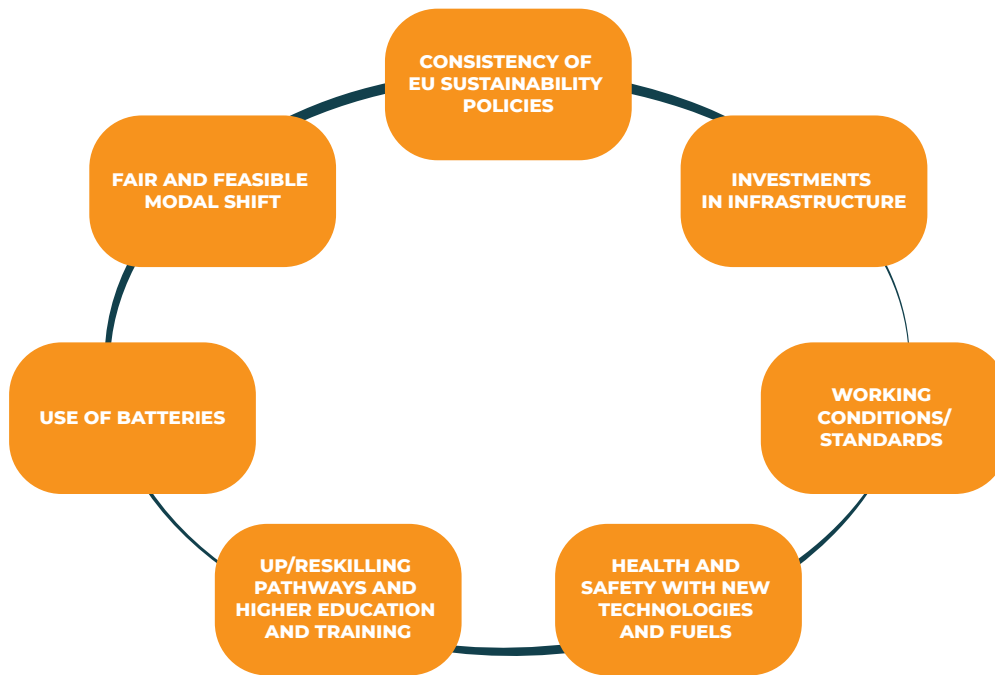 CONSISTENCY OF
EU SUSTAINABILITY
POLICIES
FAIR AND FEASIBLE
MODAL SHIFT
INVESTMENTS
IN INFRASTRUCTURE
USE OF BATTERIES
WORKING
CONDITIONS/
STANDARDS
UP/RESKILLING
PATHWAYS AND
HIGHER EDUCATION
AND TRAINING
HEALTH AND
SAFETY WITH NEW
TECHNOLOGIES
AND FUELS